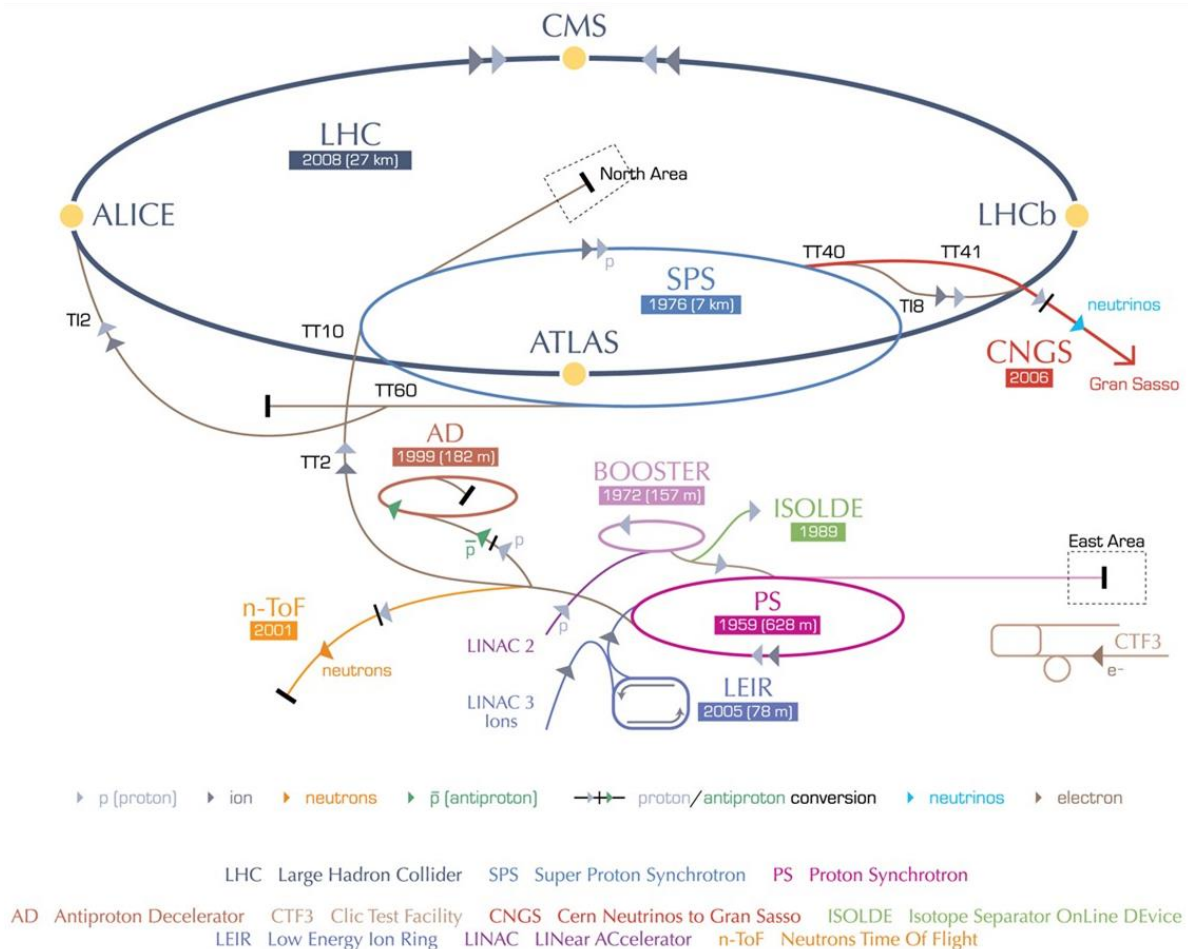 CMS
LHC
2008 (27 km)
North Area
ALICE
LHCb
TT40
TT41
p
SPS
1976 (7 km)
TI8
neutrinos
TI2
TT10
ATLAS
CNGS
2006
Gran Sasso
TT60
AD
1999 (182 m)
TT2
BOOSTER
1972 (157 m)
ISOLDE
1989
p̄
p
East Area
n-ToF
2001
PS
1959 (628 m)
p
LINAC 2
neutrons
CTF3
e-
LINAC 3
Ions
LEIR
2005 (78 m)
p (proton) ion neutrons p̄ (antiproton) proton/antiproton conversion neutrinos electron
LHC Large Hadron Collider SPS Super Proton Synchrotron PS Proton Synchrotron
AD Antiproton Decelerator CTF3 Clic Test Facility CNGS Cern Neutrinos to Gran Sasso ISOLDE Isotope Separator OnLine DEvice
LEIR Low Energy Ion Ring LINAC LINear ACcelerator n-ToF Neutrons Time Of Flight